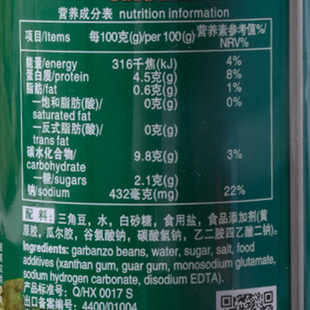 营养成分表 nutrition information
项目/Items 每100克(g)/per 100(g) 营养素参考值%/NRV%
能量/energy 316千焦(kJ) 4%
蛋白质/protein 4.5克(g) 8%
脂肪/fat 0.6克(g) 1%
—饱和脂肪(酸)/ 0克(g) 0%
saturated fat
—反式脂肪(酸)/ 0克(g)
trans fat
碳水化合物/ 9.8克(g) 3%
carbohydrate
—糖/sugars 2.1克(g)
钠/sodium 432毫克(mg) 22%
配料: 三角豆,水,白砂糖,食用盐,食品添加剂(黄
原胶,瓜尔胶,谷氨酸钠,碳酸氢钠,乙二胺四乙酸二钠)。
Ingredients: garbanzo beans, water, sugar, salt, food
additives (xanthan gum, guar gum, monosodium glutamate,
sodium hydrogen carbonate, disodium EDTA).
号: Q/HX 0017 S
出口备案编号: 4400/01004